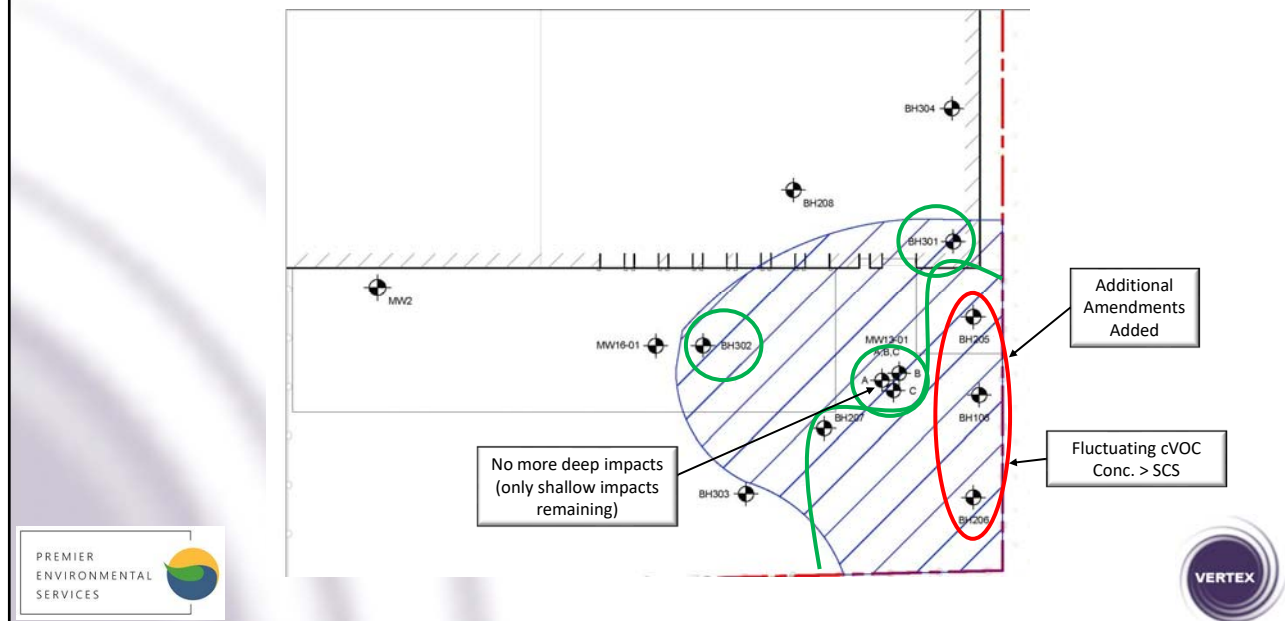 BH304
BH208
BH301
MW2
MW16-01
BH302
MW13-01
A,B,C
A
B
C
BH205
BH106
BH207
BH303
BH206
Additional
Amendments
Added
Fluctuating cVOC
Conc. > SCS
No more deep impacts
(only shallow impacts
remaining)
PREMIER
ENVIRONMENTAL
SERVICES
VERTEX